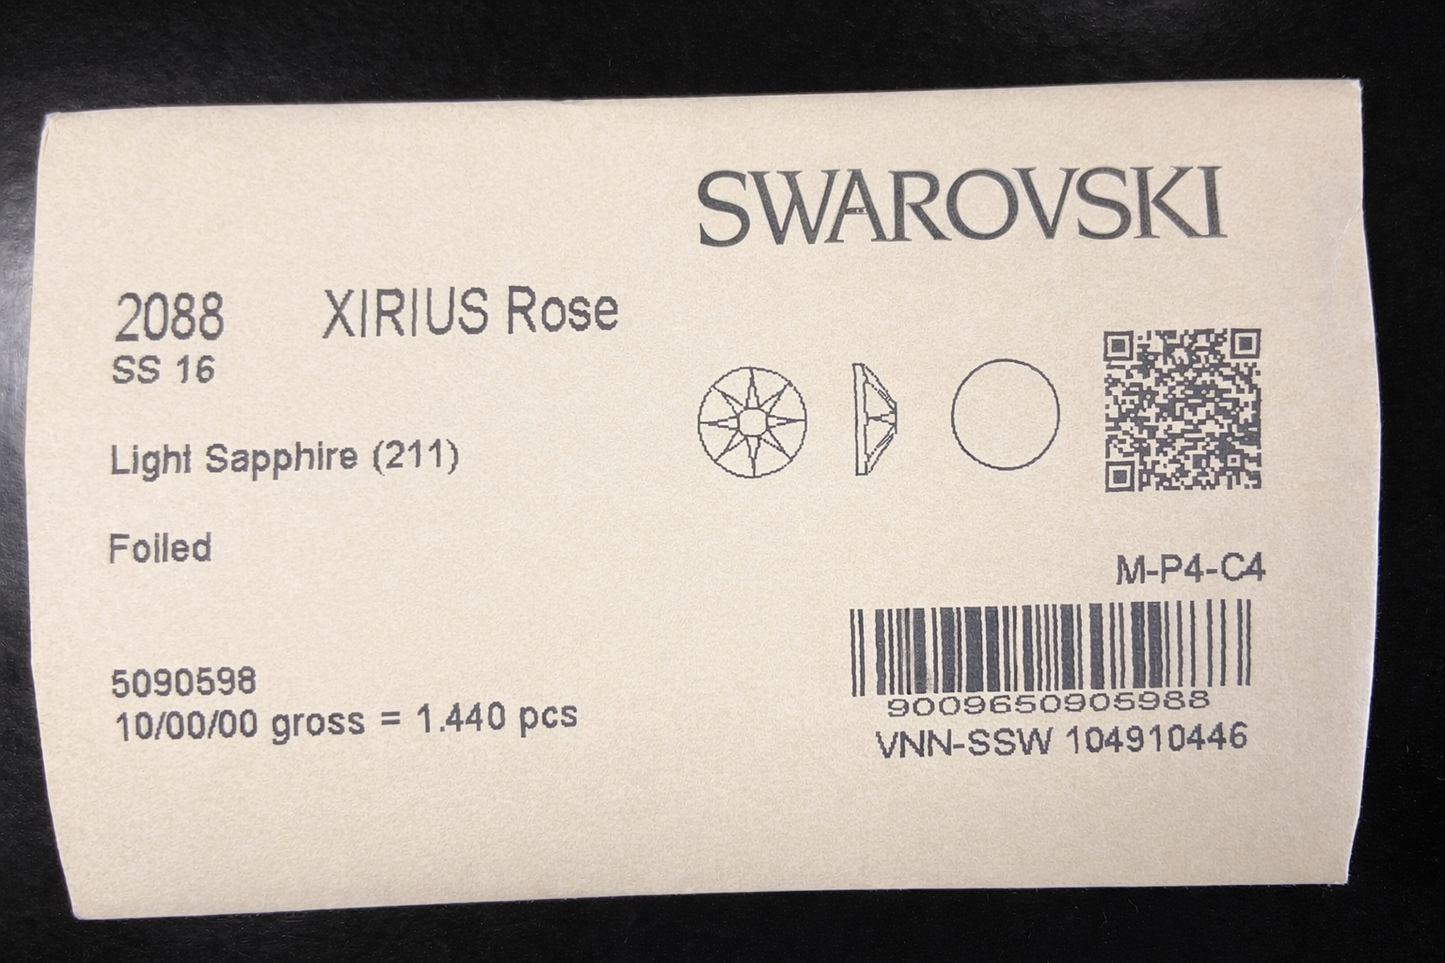 SWAROVSKI
2088 XIRIUS Rose
SS 16
Light Sapphire (211)
Foiled
M-P4-C4
5090598
10/00/00 gross = 1.440 pcs
9009650905988
VNN-SSW 104910446